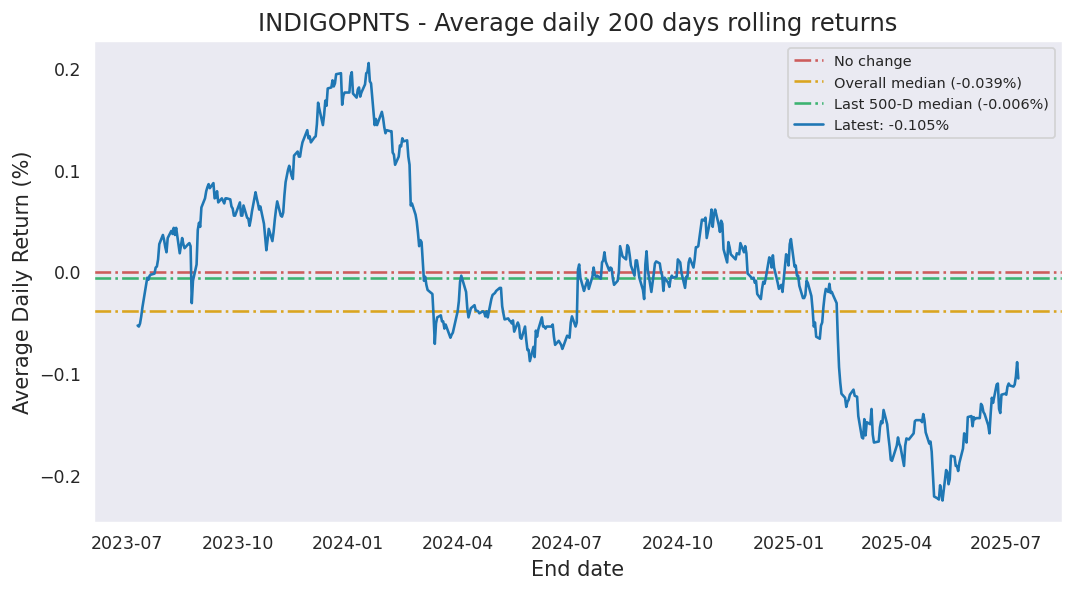 INDIGOPNTS - Average daily 200 days rolling returns
No change
Overall median (-0.039%)
Last 500-D median (-0.006%)
Latest: -0.105%
Average Daily Return (%)
0.2
0.1
0.0
−0.1
−0.2
2023-07 2023-10 2024-01 2024-04 2024-07 2024-10 2025-01 2025-04 2025-07
End date